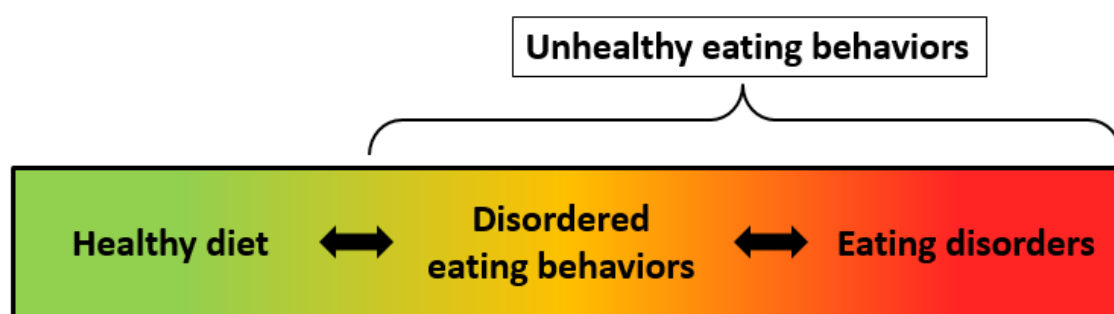 Unhealthy eating behaviors
Healthy diet
Disordered
eating behaviors
Eating disorders